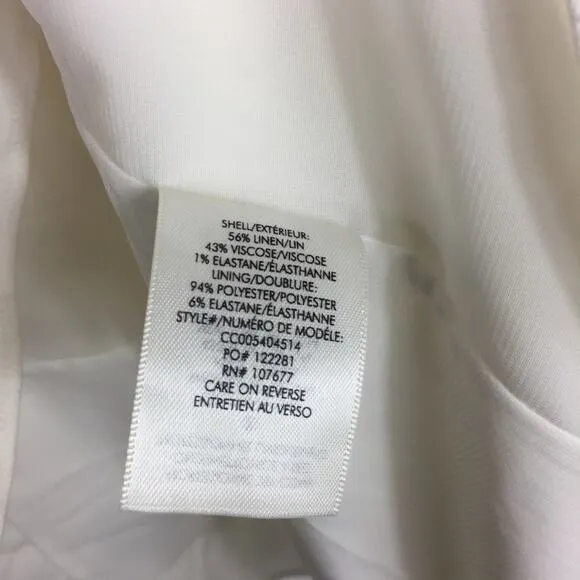 SHELL/EXTÉRIEUR:
56% LINEN/LIN
43% VISCOSE/VISCOSE
1% ELASTANE/ÉLASTHANNE
LINING/DOUBLURE:
94% POLYESTER/POLYESTER
6% ELASTANE/ÉLASTHANNE
STYLE#/NUMÉRO DE MODÉLE:
CC005404514
PO# 122281
RN# 107677
CARE ON REVERSE
ENTRETIEN AU VERSO